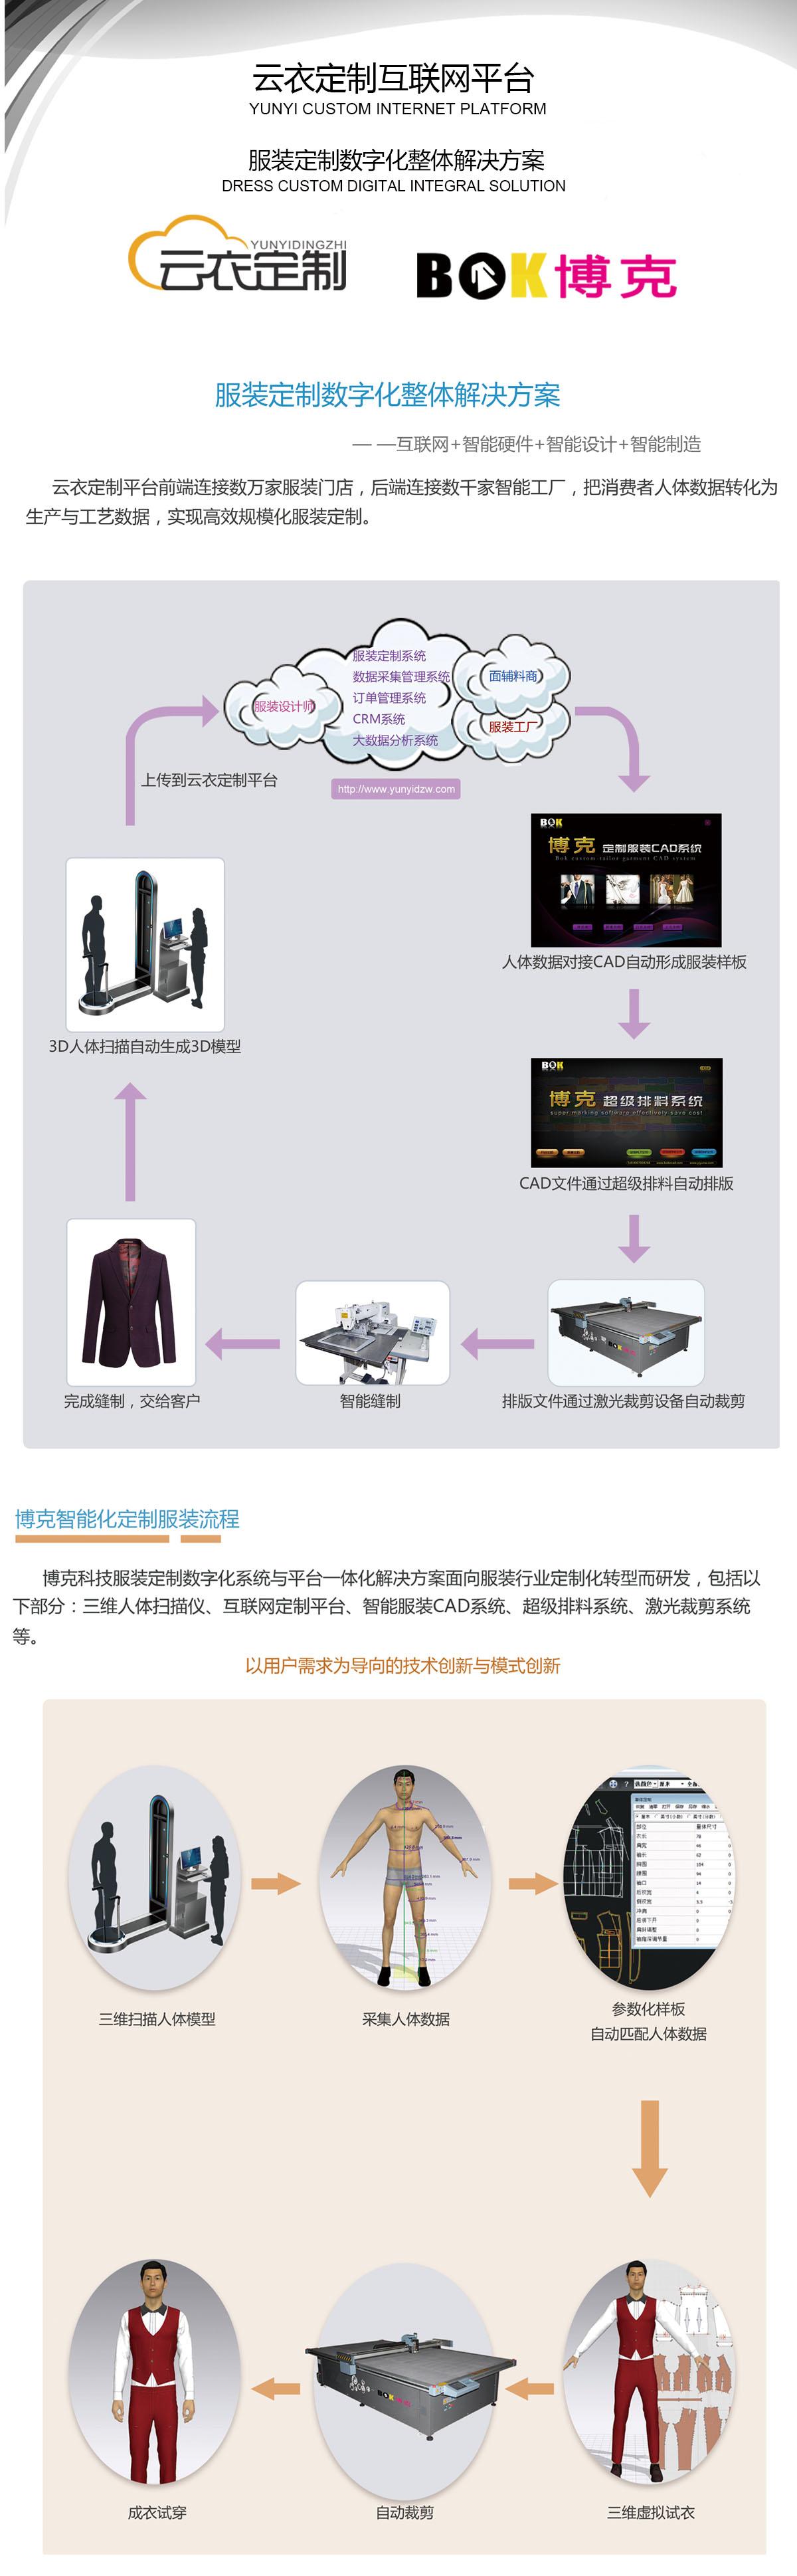 云衣定制互联网平台
YUNYI CUSTOM INTERNET PLATFORM
服装定制数字化整体解决方案
DRESS CUSTOM DIGITAL INTEGRAL SOLUTION
YUNYIDINGZHI
云衣定制
BOK博克
服装定制数字化整体解决方案
— —互联网+智能硬件+智能设计+智能制造
云衣定制平台前端连接数万家服装门店，后端连接数千家智能工厂，把消费者人体数据转化为
生产与工艺数据，实现高效规模化服装定制。
服装定制系统
数据采集管理系统
订单管理系统
CRM系统
大数据分析系统
服装设计师
面辅料商
服装工厂
上传到云衣定制平台
http://www.yunyidzw.com
BOK
博克 定制服装CAD系统
Bok custom tailor garment CAD system
人体数据对接CAD自动形成服装样板
3D人体扫描自动生成3D模型
BOK
博克 超级排料系统
super marking software effectively save cost
CAD文件通过超级排料自动排版
BOK博克
完成缝制，交给客户
智能缝制
排版文件通过激光裁剪设备自动裁剪
博克智能化定制服装流程
博克科技服装定制数字化系统与平台一体化解决方案面向服装行业定制化转型而研发，包括以
下部分：三维人体扫描仪、互联网定制平台、智能服装CAD系统、超级排料系统、激光裁剪系统
等。
以用户需求为导向的技术创新与模式创新
三维扫描人体模型
采集人体数据
参数化样板
自动匹配人体数据
BOK博克
成衣试穿
自动裁剪
三维虚拟试衣